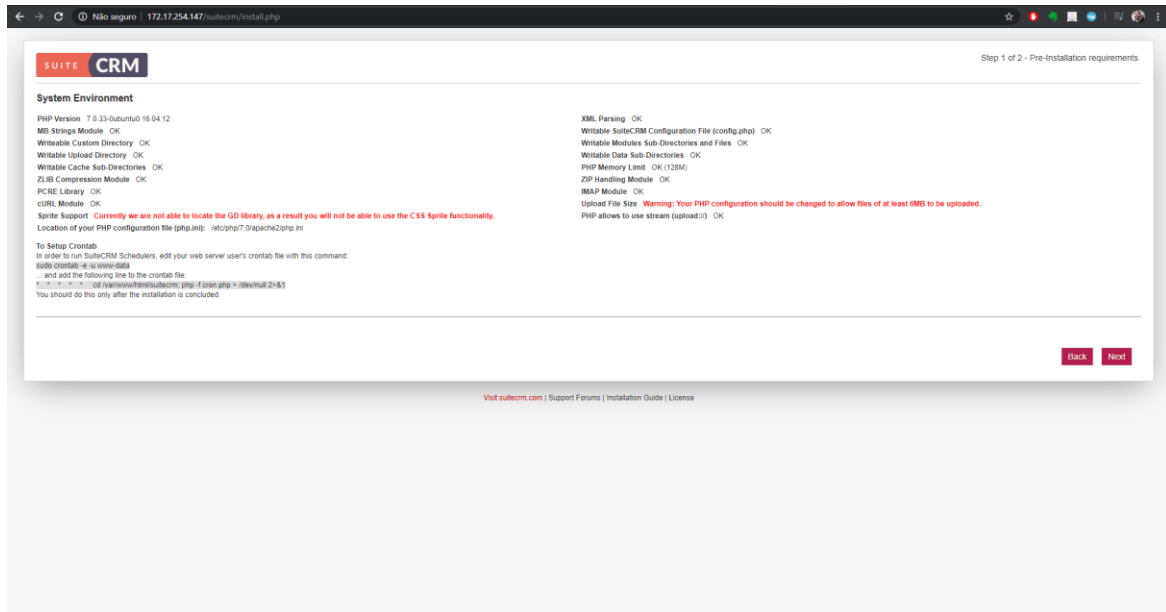 Não seguro | 172.17.254.147/suitecrm/install.php
SUITE CRM
Step 1 of 2 - Pre-Installation requirements
System Environment
PHP Version 7.0.33-0ubuntu0.16.04.12
MB Strings Module OK
Writeable Custom Directory OK
Writable Upload Directory OK
Writable Cache Sub-Directories OK
ZLIB Compression Module OK
PCRE Library OK
cURL Module OK
Sprite Support Currently we are not able to locate the GD library, as a result you will not be able to use the CSS Sprite functionality.
Location of your PHP configuration file (php.ini): /etc/php/7.0/apache2/php.ini
XML Parsing OK
Writable SuiteCRM Configuration File (config.php) OK
Writable Modules Sub-Directories and Files OK
Writable Data Sub-Directories OK
PHP Memory Limit OK (128M)
ZIP Handling Module OK
IMAP Module OK
Upload File Size Warning: Your PHP configuration should be changed to allow files of at least 6MB to be uploaded.
PHP allows to use stream (upload://) OK
To Setup Crontab
In order to run SuiteCRM Schedulers, edit your web server user's crontab file with this command:
sudo crontab -e -u www-data
... and add the following line to the crontab file:
* * * * * cd /var/www/html/suitecrm; php -f cron.php > /dev/null 2>&1
You should do this only after the installation is concluded.
Back Next
Visit suitecrm.com | Support Forums | Installation Guide | License